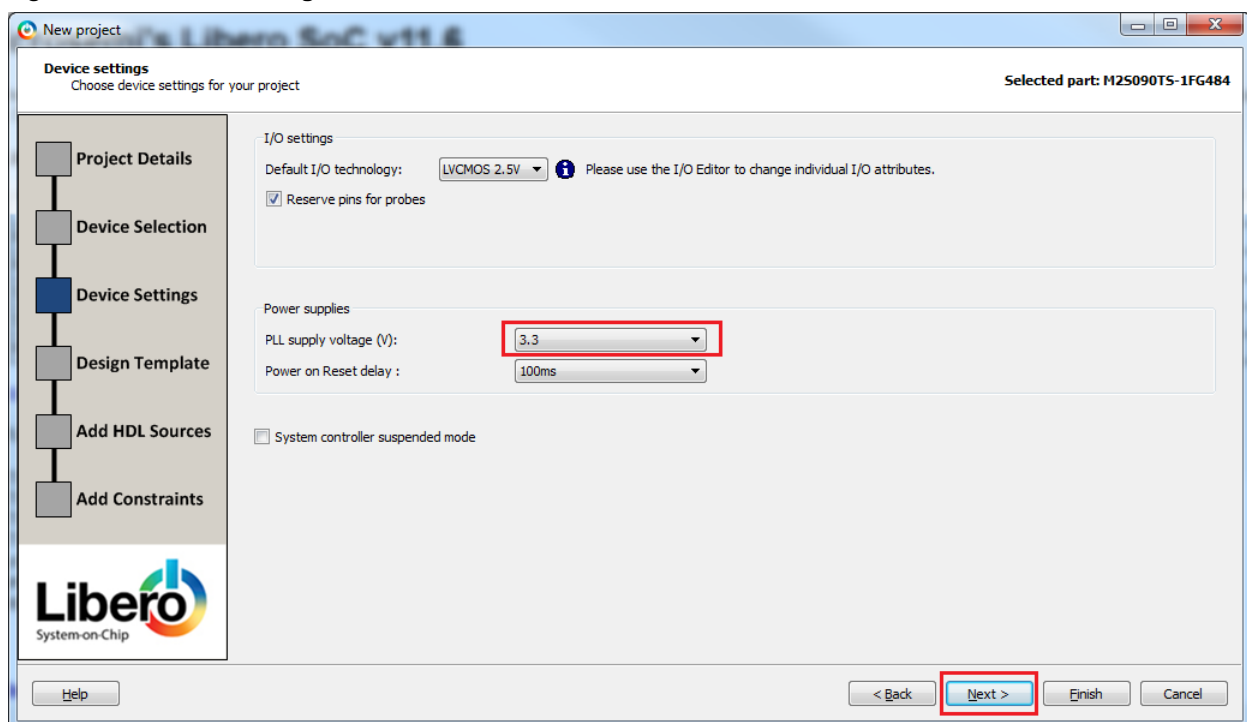 New project
Device settings
Choose device settings for your project
Selected part: M2S090TS-1FG484
Project Details
Device Selection
Device Settings
Design Template
Add HDL Sources
Add Constraints
Libero
System-on-Chip
I/O settings
Default I/O technology: LVCMOS 2.5V Please use the I/O Editor to change individual I/O attributes.
Reserve pins for probes
Power supplies
PLL supply voltage (V): 3.3
Power on Reset delay : 100ms
System controller suspended mode
Help < Back Next > Finish Cancel